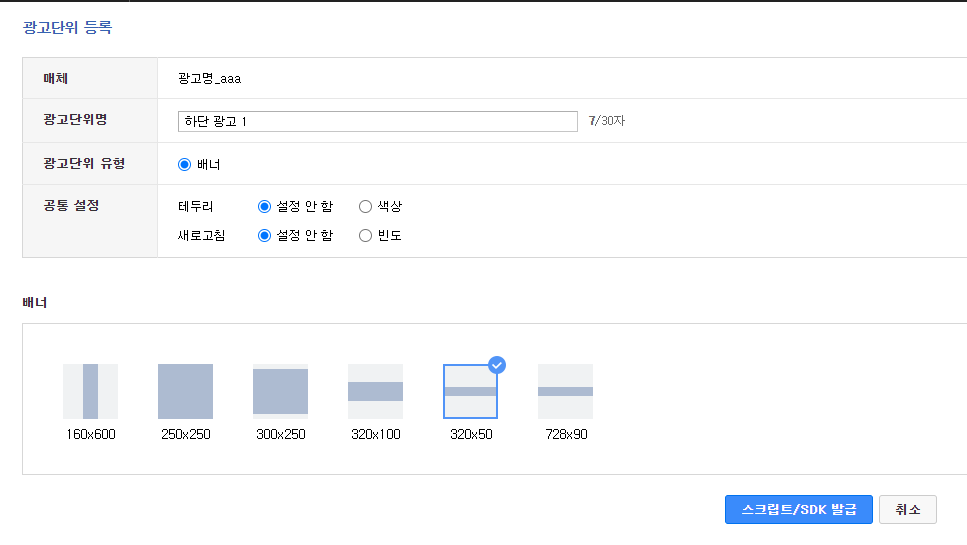 광고단위 등록
매체 광고명_aaa
광고단위명 하단 광고 1 7/30자
광고단위 유형 배너
공통 설정 테두리 설정 안 함 색상
새로고침 설정 안 함 빈도
배너
160x600 250x250 300x250 320x100 320x50 728x90
스크립트/SDK 발급 취소